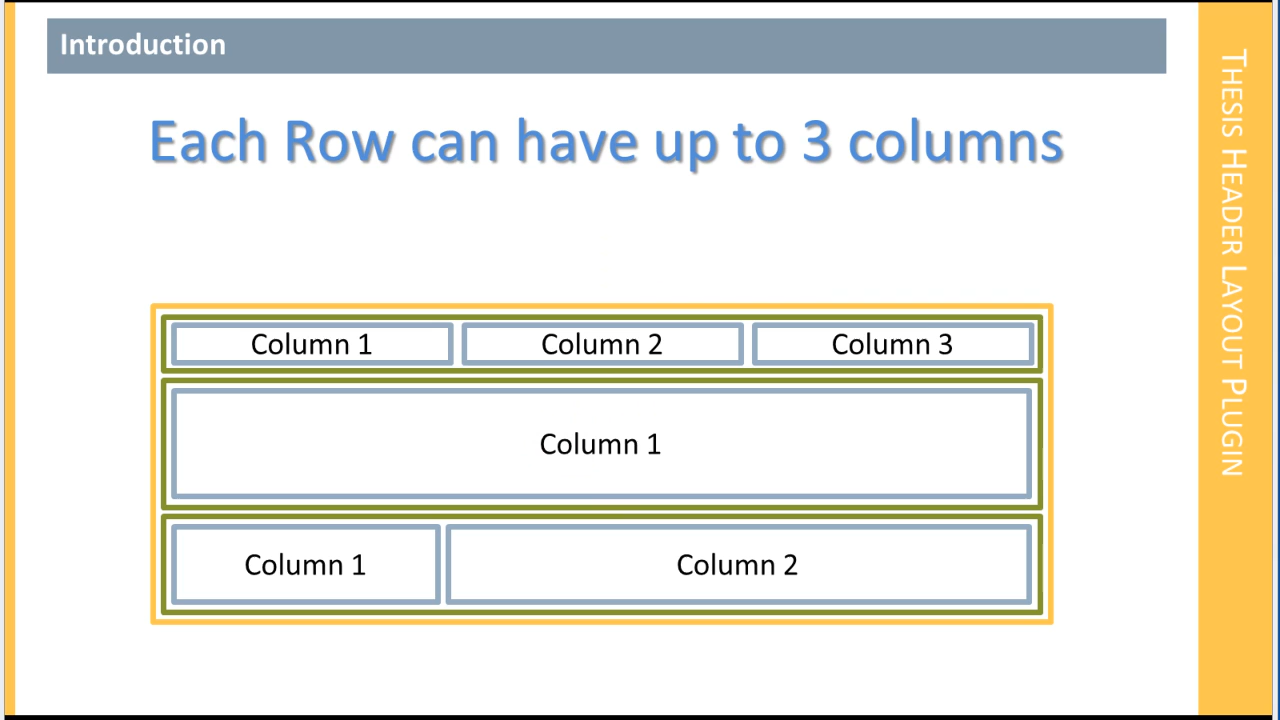 Introduction
Each Row can have up to 3 columns
Column 1
Column 2
Column 3
Column 1
Column 1
Column 2
THESIS HEADER LAYOUT PLUGIN